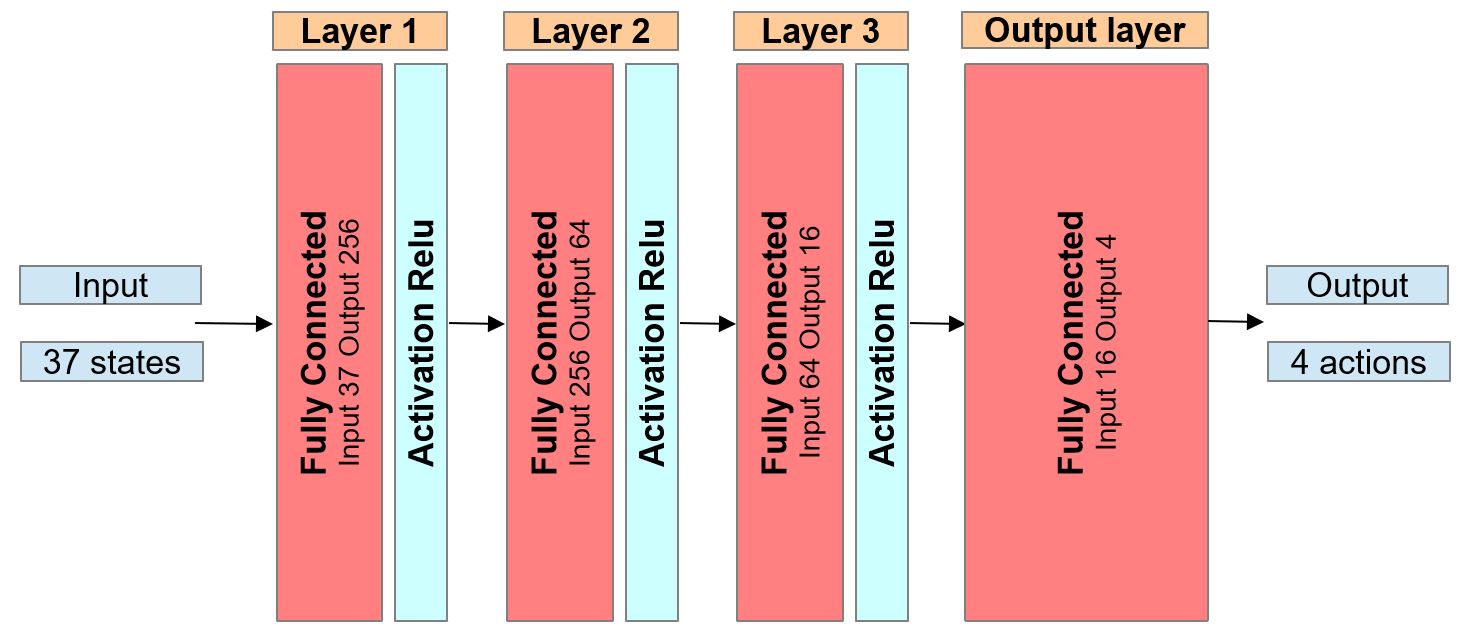 Layer 1
Layer 2
Layer 3
Output layer
Input
37 states
Fully Connected
Input 37 Output 256
Activation Relu
Fully Connected
Input 256 Output 64
Activation Relu
Fully Connected
Input 64 Output 16
Activation Relu
Fully Connected
Input 16 Output 4
Output
4 actions